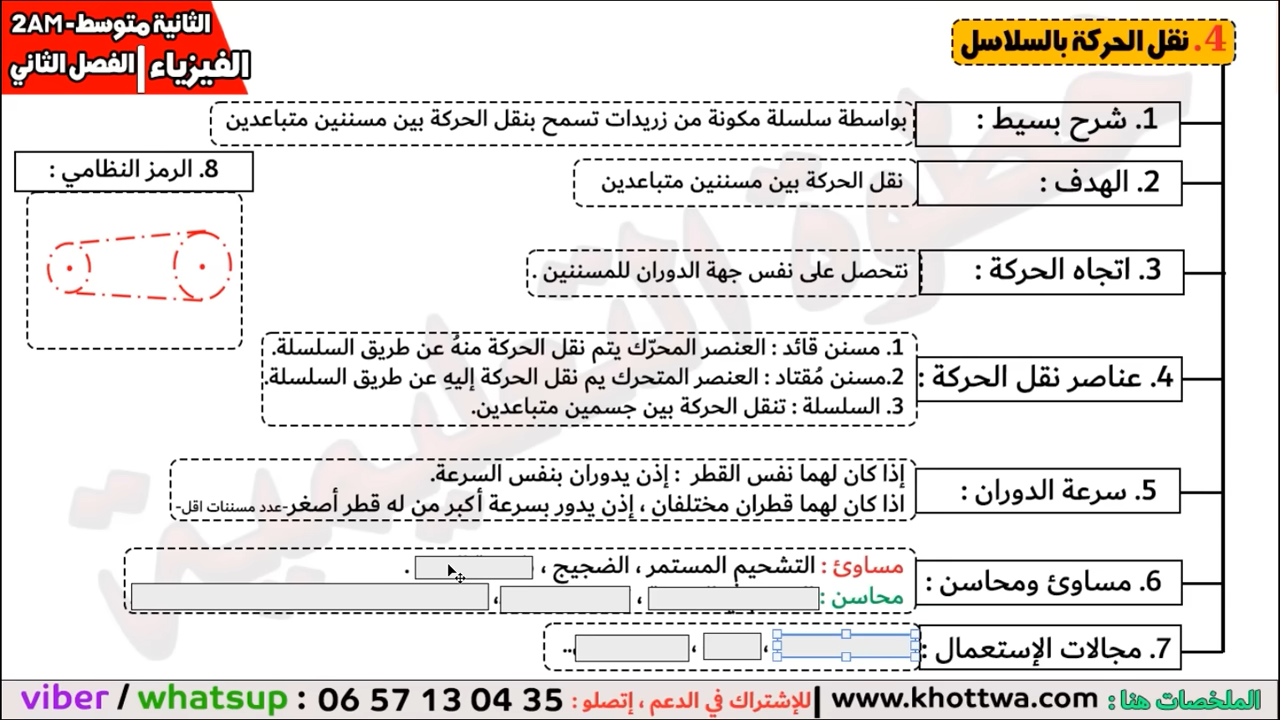 الثانية متوسط-2AM
الفيزياء | الفصل الثاني
4. نقل الحركة بالسلاسل
1. شرح بسيط :
بواسطة سلسلة مكونة من زريدات تسمح بنقل الحركة بين مسننين متباعدين
2. الهدف :
نقل الحركة بين مسننين متباعدين
8. الرمز النظامي :
3. اتجاه الحركة :
نتحصل على نفس جهة الدوران للمسننين .
4. عناصر نقل الحركة :
1. مسنن قائد : العنصر المحرّك يتم نقل الحركة منهُ عن طريق السلسلة.
2.مسنن مُقتاد : العنصر المتحرك يم نقل الحركة إليهِ عن طريق السلسلة.
3. السلسلة : تنقل الحركة بين جسمين متباعدين.
5. سرعة الدوران :
إذا كان لهما نفس القطر : إذن يدوران بنفس السرعة.
اذا كان لهما قطران مختلفان ، إذن يدور بسرعة أكبر من له قطر أصغر-عدد مسننات اقل-
6. مساوئ ومحاسن :
مساوئ : التشحيم المستمر ، الضجيج ، .
محاسن : ، ،
7. مجالات الإستعمال :
، ، ..
الملخصات هنا : www.khottwa.com | للإشتراك في الدعم ، إتصلو : viber / whatsup : 06 57 13 04 35
خطوة التعليمية